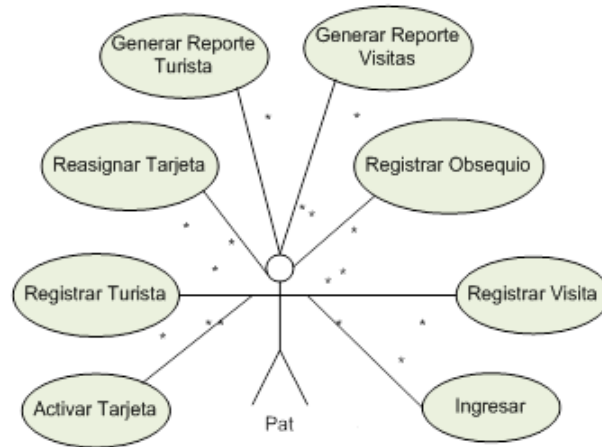 Generar Reporte
Turista
Generar Reporte
Visitas
Reasignar Tarjeta
Registrar Obsequio
Registrar Turista
Registrar Visita
Activar Tarjeta
Ingresar
Pat